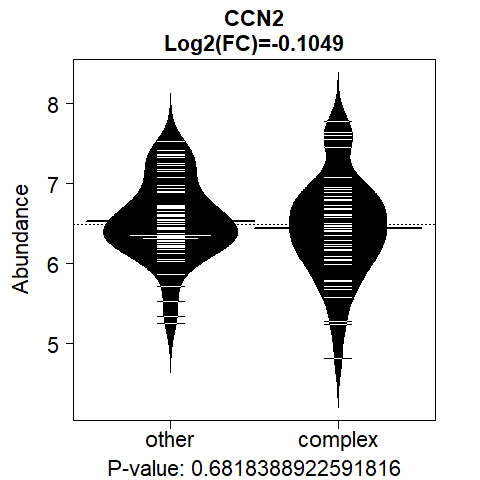 CCN2
Log2(FC)=-0.1049
Abundance
8
7
6
5
other complex
P-value: 0.6818388922591816